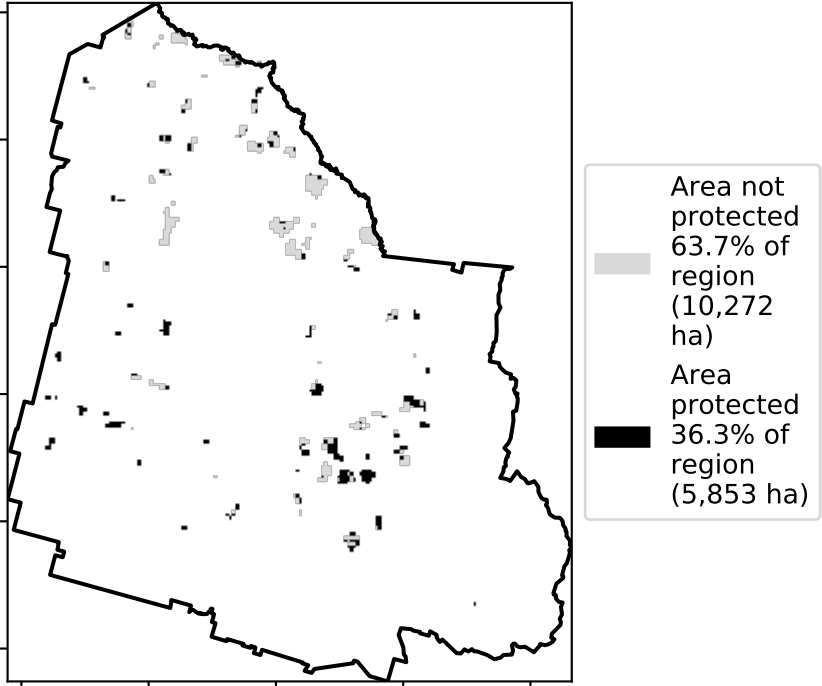 Area not
protected
63.7% of
region
(10,272
ha)
Area
protected
36.3% of
region
(5,853 ha)